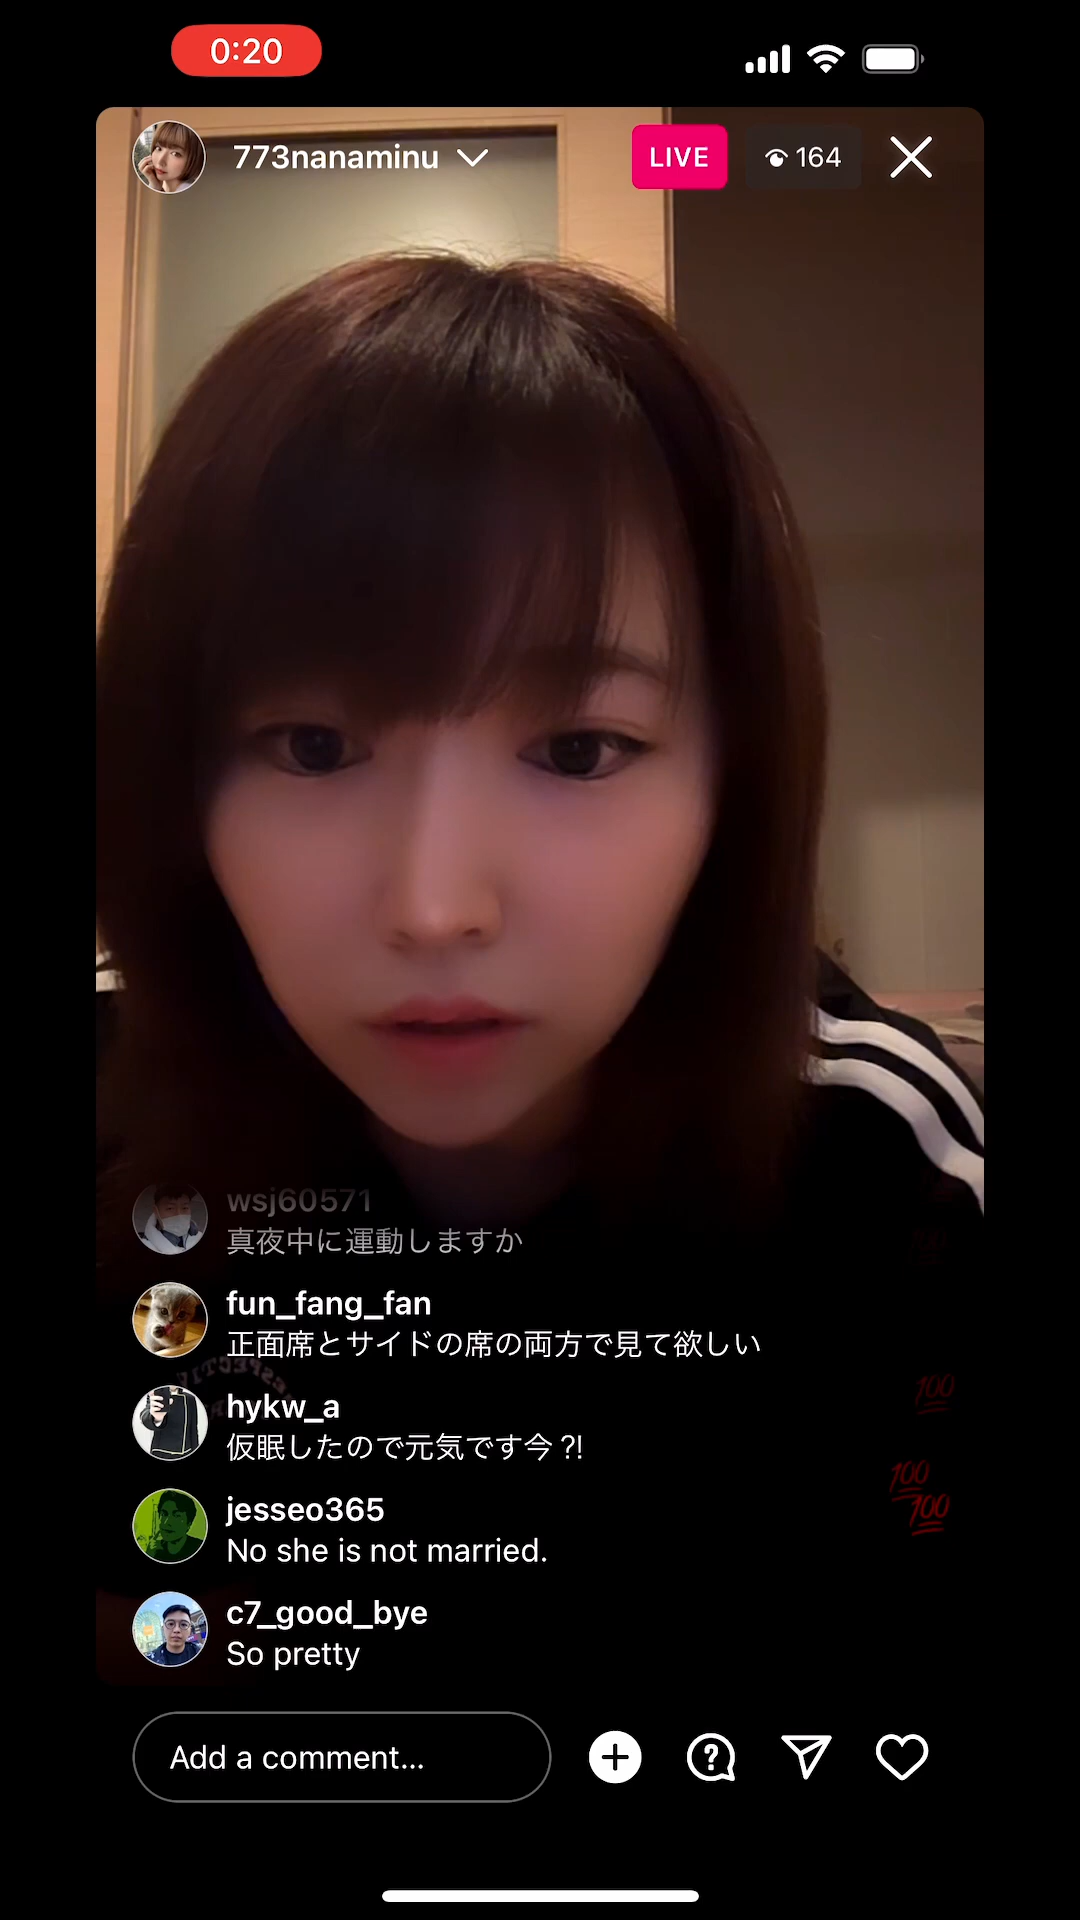 0:20
773nanaminu
LIVE
164
wsj60571
真夜中に運動しますか
fun_fang_fan
正面席とサイドの席の両方で見て欲しい
hykw_a
仮眠したので元気です今⁈
jesseo365
No she is not married.
c7_good_bye
So pretty
Add a comment...